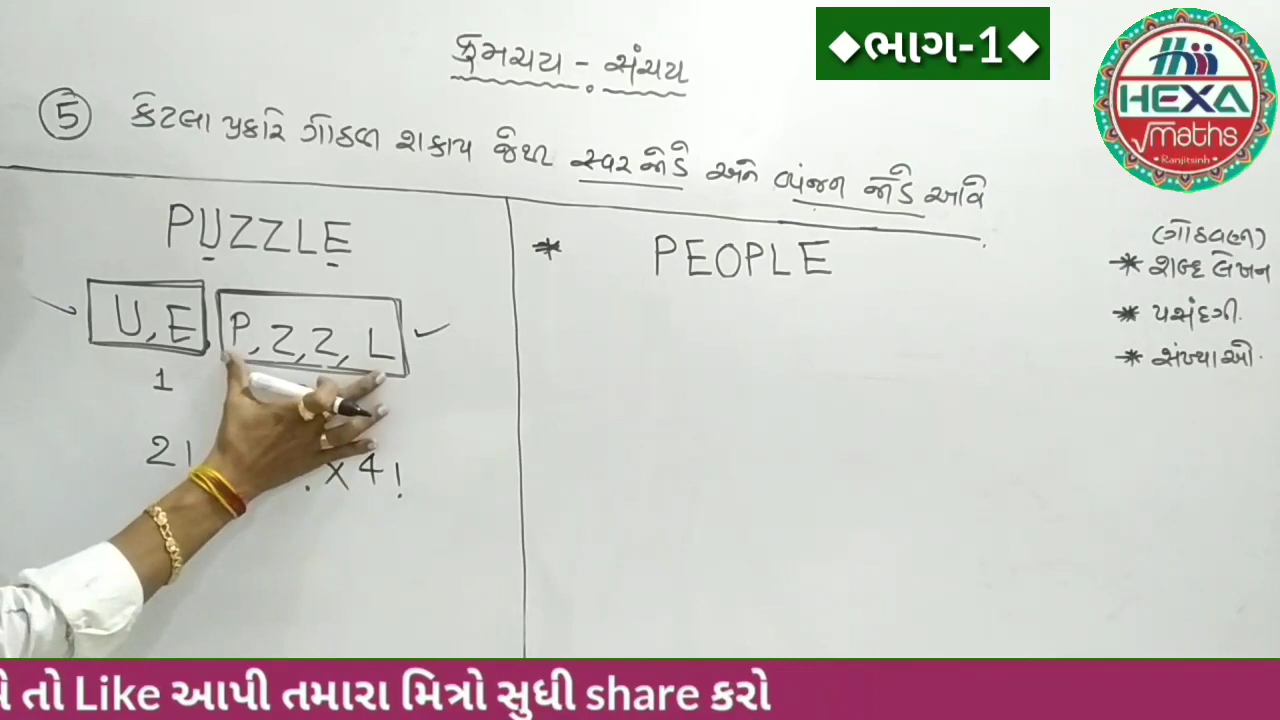 ◆ભાગ-1◆
ક્રમચય - સંચય
HEXA
√maths
Ranjitsinh
5 કેટલા પ્રકારે ગોઠવી શકાય જેથી સ્વર જોડે અને વ્યંજન જોડે આવે
PUZZLE
* PEOPLE
(ગોઠવણી)
* શબ્દ લેખન
* પસંદગી.
* સંખ્યાઓ.
U, E, P, Z, Z, L
1
2! . x 4!
તો Like આપી તમારા મિત્રો સુધી share કરો